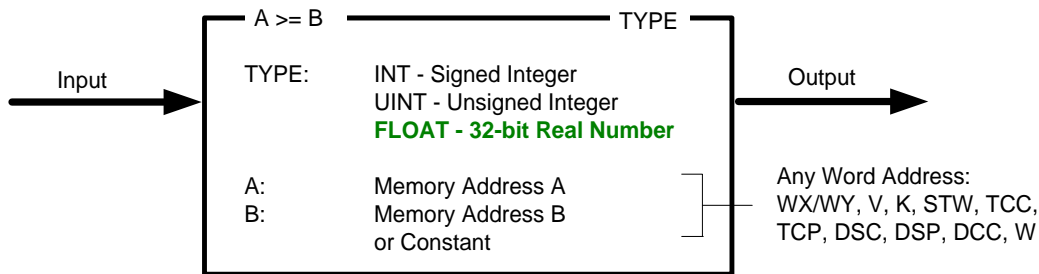 A >= B TYPE
Input
TYPE: INT - Signed Integer
UINT - Unsigned Integer
FLOAT - 32-bit Real Number
Output
A: Memory Address A
B: Memory Address B
or Constant
Any Word Address:
WX/WY, V, K, STW, TCC,
TCP, DSC, DSP, DCC, W